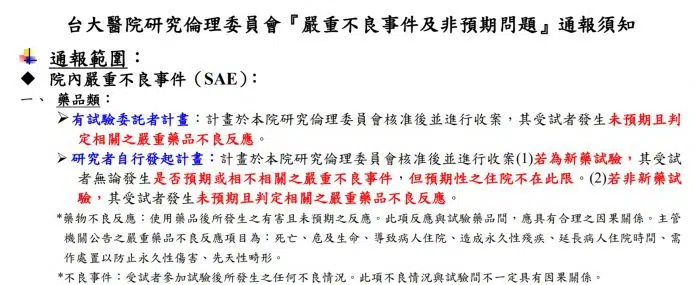 台大醫院研究倫理委員會『嚴重不良事件及非預期問題』通報須知
通報範圍：
◆ 院內嚴重不良事件（SAE）：
一、 藥品類：
➢有試驗委託者計畫：計畫於本院研究倫理委員會核准後並進行收案，其受試者發生未預期且判
定相關之嚴重藥品不良反應。
➢研究者自行發起計畫：計畫於本院研究倫理委員會核准後並進行收案(1)若為新藥試驗，其受試
者無論發生是否預期或相不相關之嚴重不良事件，但預期性之住院不在此限。(2)若非新藥試
驗，其受試者發生未預期且判定相關之嚴重藥品不良反應。
*藥物不良反應：使用藥品後所發生之有害且未預期之反應。此項反應與試驗藥品間，應具有合理之因果關係。主管
機關公告之嚴重藥品不良反應項目為：死亡、危及生命、導致病人住院、造成永久性殘疾、延長病人住院時間、需
作處置以防止永久性傷害、先天性畸形。
*不良事件：受試者參加試驗後所發生之任何不良情況。此項不良情況與試驗間不一定具有因果關係。